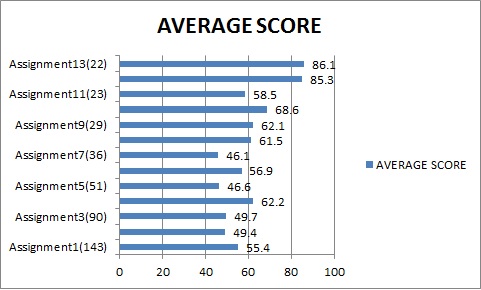 AVERAGE SCORE
Assignment13(22) 86.1
85.3
Assignment11(23) 58.5
68.6
Assignment9(29) 62.1
61.5
Assignment7(36) 46.1
56.9
Assignment5(51) 46.6
62.2
Assignment3(90) 49.7
49.4
Assignment1(143) 55.4
0 20 40 60 80 100
AVERAGE SCORE